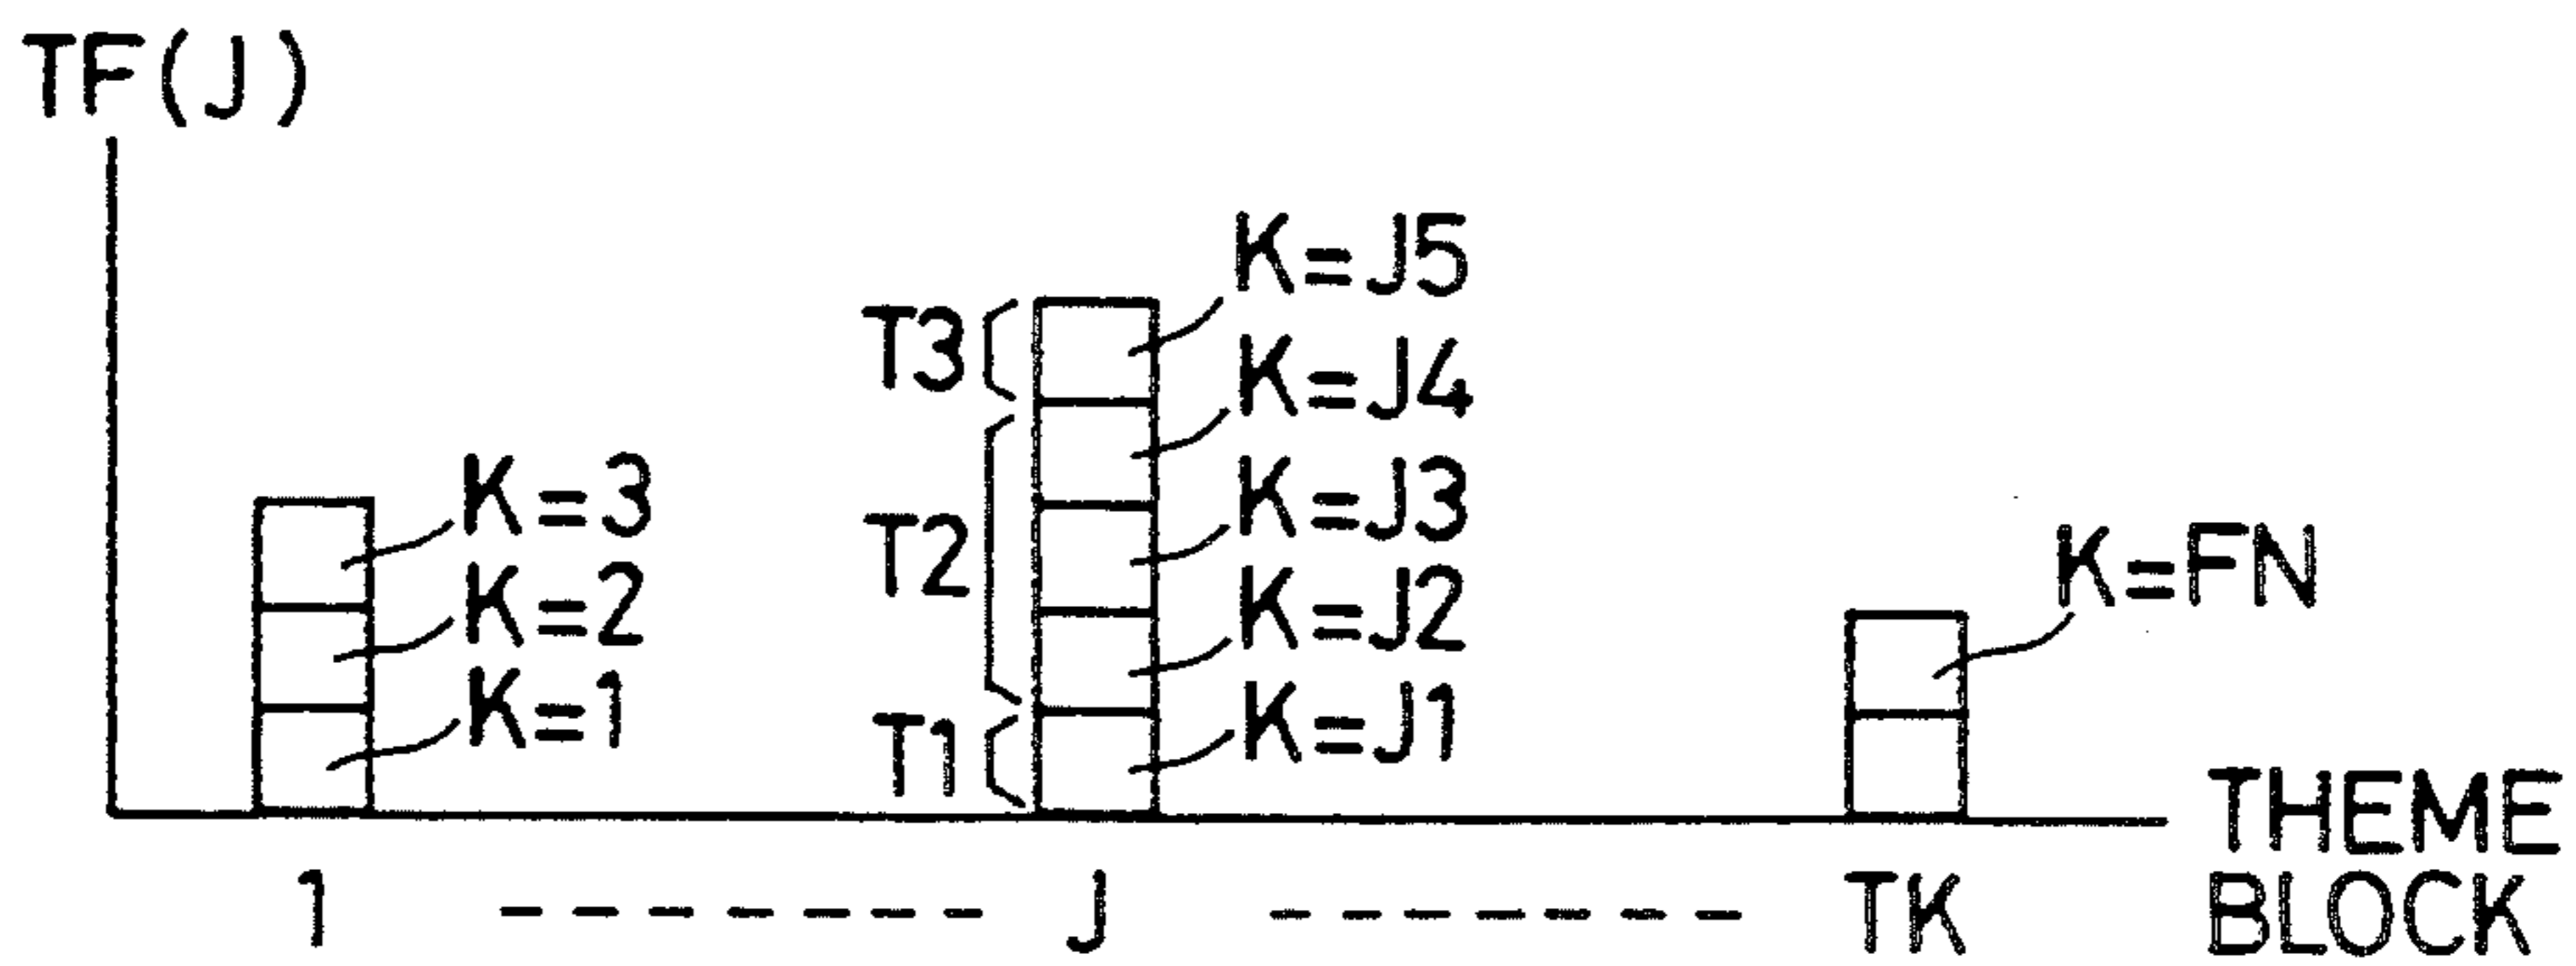 TF(J)
K=J5
T3
K=J4
K=3
K=J3
T2
K=FN
K=2
K=J2
K=1
K=J1
T1
THEME
BLOCK
1 ------- J ------- TK